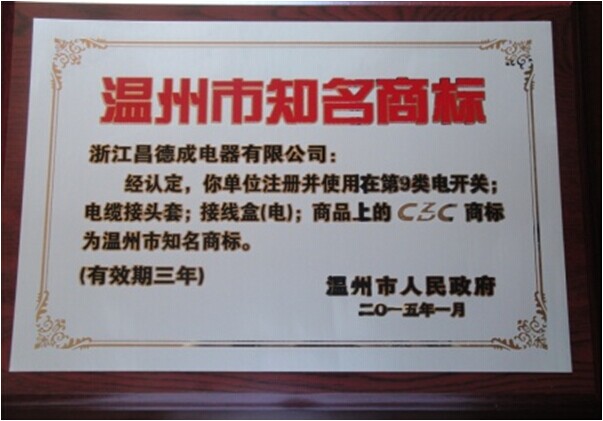 温州市知名商标
浙江昌德成电器有限公司：
经认定，你单位注册并使用在第9类电开关；
电缆接头套；接线盒(电)；商品上的 CDC 商标
为温州市知名商标。
(有效期三年)
温州市人民政府
二〇一五年一月